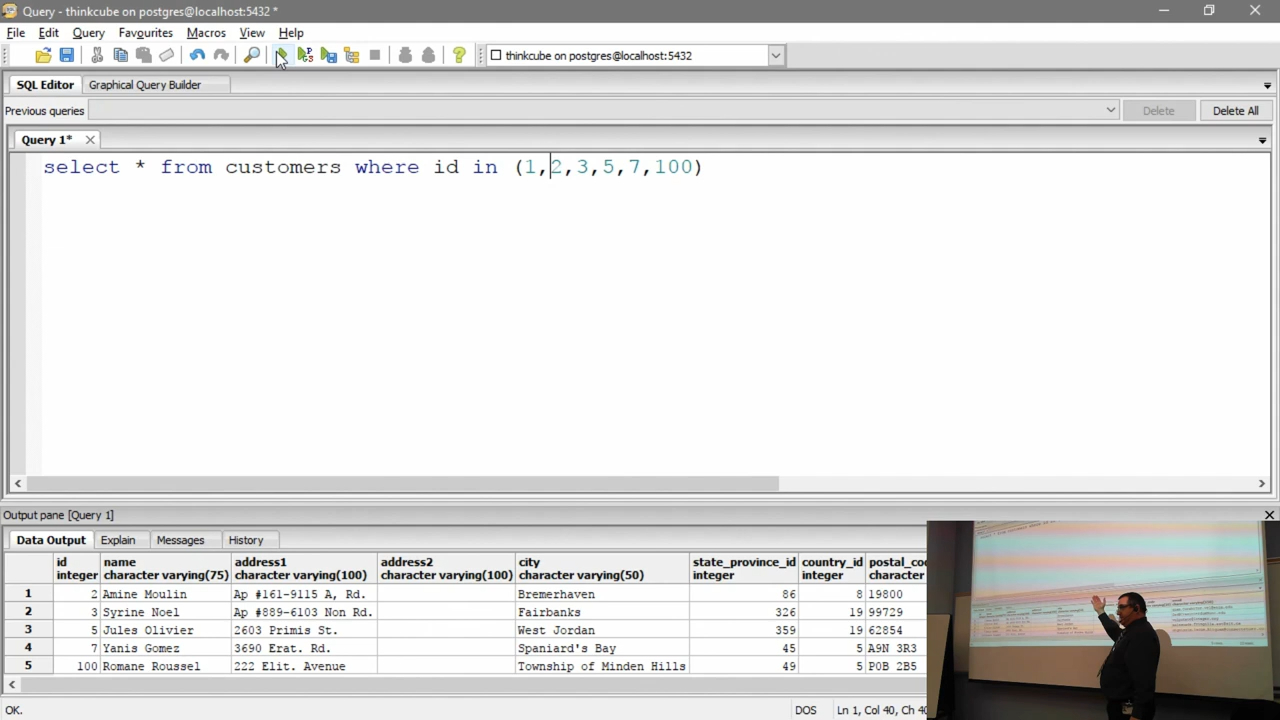 Query - thinkcube on postgres@localhost:5432 *
File Edit Query Favourites Macros View Help
thinkcube on postgres@localhost:5432
SQL Editor Graphical Query Builder
Previous queries Delete Delete All
Query 1*
select * from customers where id in (1,2,3,5,7,100)
Output pane [Query 1]
Data Output Explain Messages History
id name address1 address2 city state_province_id country_id postal_co
integer character varying(75) character varying(100) character varying(100) character varying(50) integer integer character
1 2 Amine Moulin Ap #161-9115 A, Rd. Bremerhaven 86 8 19800
2 3 Syrine Noel Ap #889-6103 Non Rd. Fairbanks 326 19 99729
3 5 Jules Olivier 2603 Primis St. West Jordan 359 19 62854
4 7 Yanis Gomez 3690 Erat. Rd. Spaniard's Bay 45 5 A9N 3R3
5 100 Romane Roussel 222 Elit. Avenue Township of Minden Hills 49 5 P0B 2B5
OK. DOS Ln 1, Col 40, Ch 40